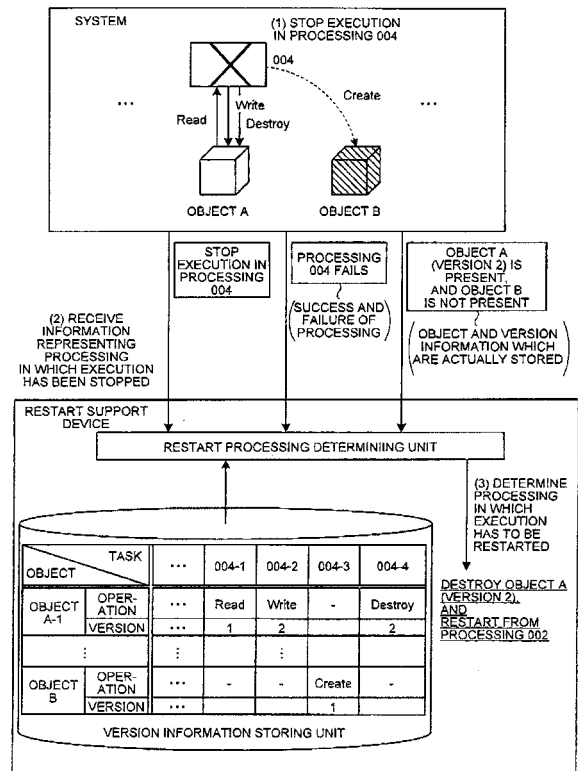 SYSTEM
(1) STOP EXECUTION
IN PROCESSING 004
004
...
...
Create
Read
Write
Destroy
OBJECT A
OBJECT B
STOP
EXECUTION IN
PROCESSING
004
PROCESSING
004 FAILS
(SUCCESS AND
FAILURE OF
PROCESSING)
OBJECT A
(VERSION 2) IS
PRESENT,
AND OBJECT B
IS NOT PRESENT
(OBJECT AND VERSION
INFORMATION WHICH
ARE ACTUALLY STORED)
(2) RECEIVE
INFORMATION
REPRESENTING
PROCESSING
IN WHICH EXECUTION
HAS BEEN STOPPED
RESTART SUPPORT
DEVICE
RESTART PROCESSING DETERMINING UNIT
(3) DETERMINE
PROCESSING
IN WHICH
EXECUTION
HAS TO BE
RESTARTED
DESTROY OBJECT A
(VERSION 2),
AND
RESTART FROM
PROCESSING 002
TASK
OBJECT
... 004-1 004-2 004-3 004-4
OBJECT
A-1
OPER-
ATION
... Read Write - Destroy
VERSION ... 1 2 2
⋮ ⋮ ⋮
OBJECT
B
OPER-
ATION
... - - Create -
VERSION ... 1
VERSION INFORMATION STORING UNIT